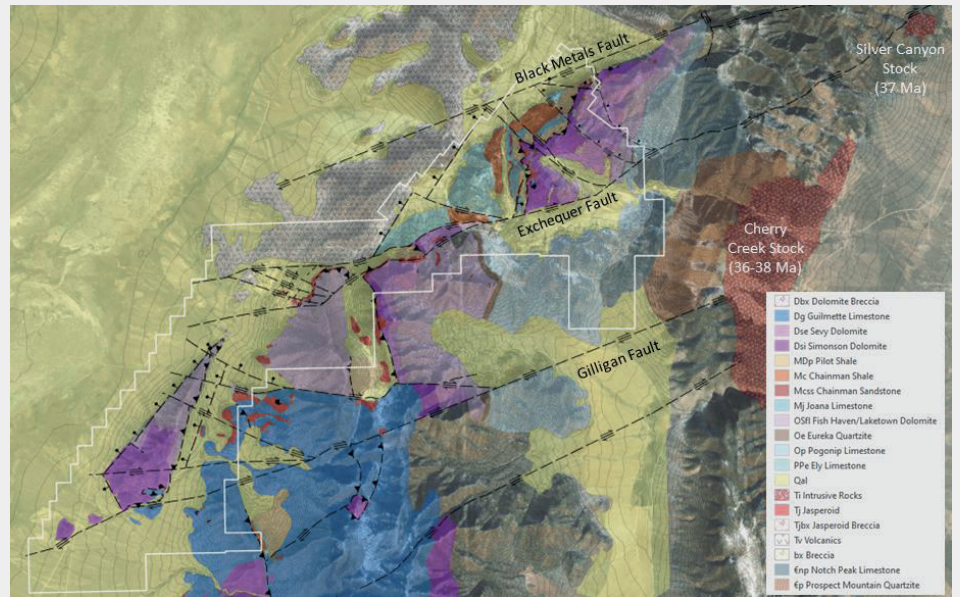 Black Metals Fault
Silver Canyon
Stock
(37 Ma)
Exchequer Fault
Cherry
Creek Stock
(36-38 Ma)
Gilligan Fault
Dbx Dolomite Breccia
Dg Guilmette Limestone
Dse Sevy Dolomite
Dsi Simonson Dolomite
MDp Pilot Shale
Mc Chainman Shale
Mcss Chainman Sandstone
Mj Joana Limestone
OSfl Fish Haven/Laketown Dolomite
Oe Eureka Quartzite
Op Pogonip Limestone
PPe Ely Limestone
Qal
Ti Intrusive Rocks
Tj Jasperoid
Tjbx Jasperoid Breccia
Tv Volcanics
bx Breccia
€np Notch Peak Limestone
€p Prospect Mountain Quartzite